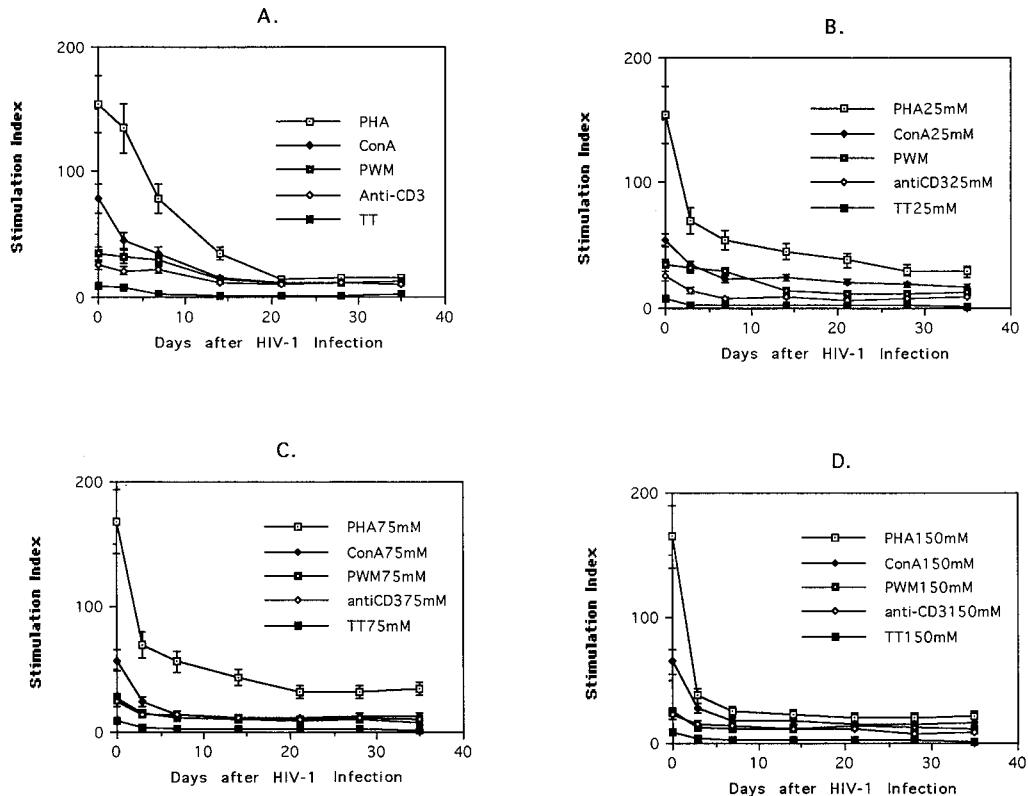 A.
200
100
0
0
10
20
30
40
Stimulation Index
Days after HIV-1 Infection
PHA
ConA
PWM
Anti-CD3
TT
B.
200
100
0
0
10
20
30
40
Stimulation Index
Days after HIV-1 Infection
PHA25mM
ConA25mM
PWM
antiCD325mM
TT25mM
C.
200
100
0
0
10
20
30
40
Stimulation Index
Days after HIV-1 Infection
PHA75mM
ConA75mM
PWM75mM
antiCD375mM
TT75mM
D.
200
100
0
0
10
20
30
40
Stimulation Index
Days after HIV-1 Infection
PHA150mM
ConA150mM
PWM150mM
anti-CD3150mM
TT150mM